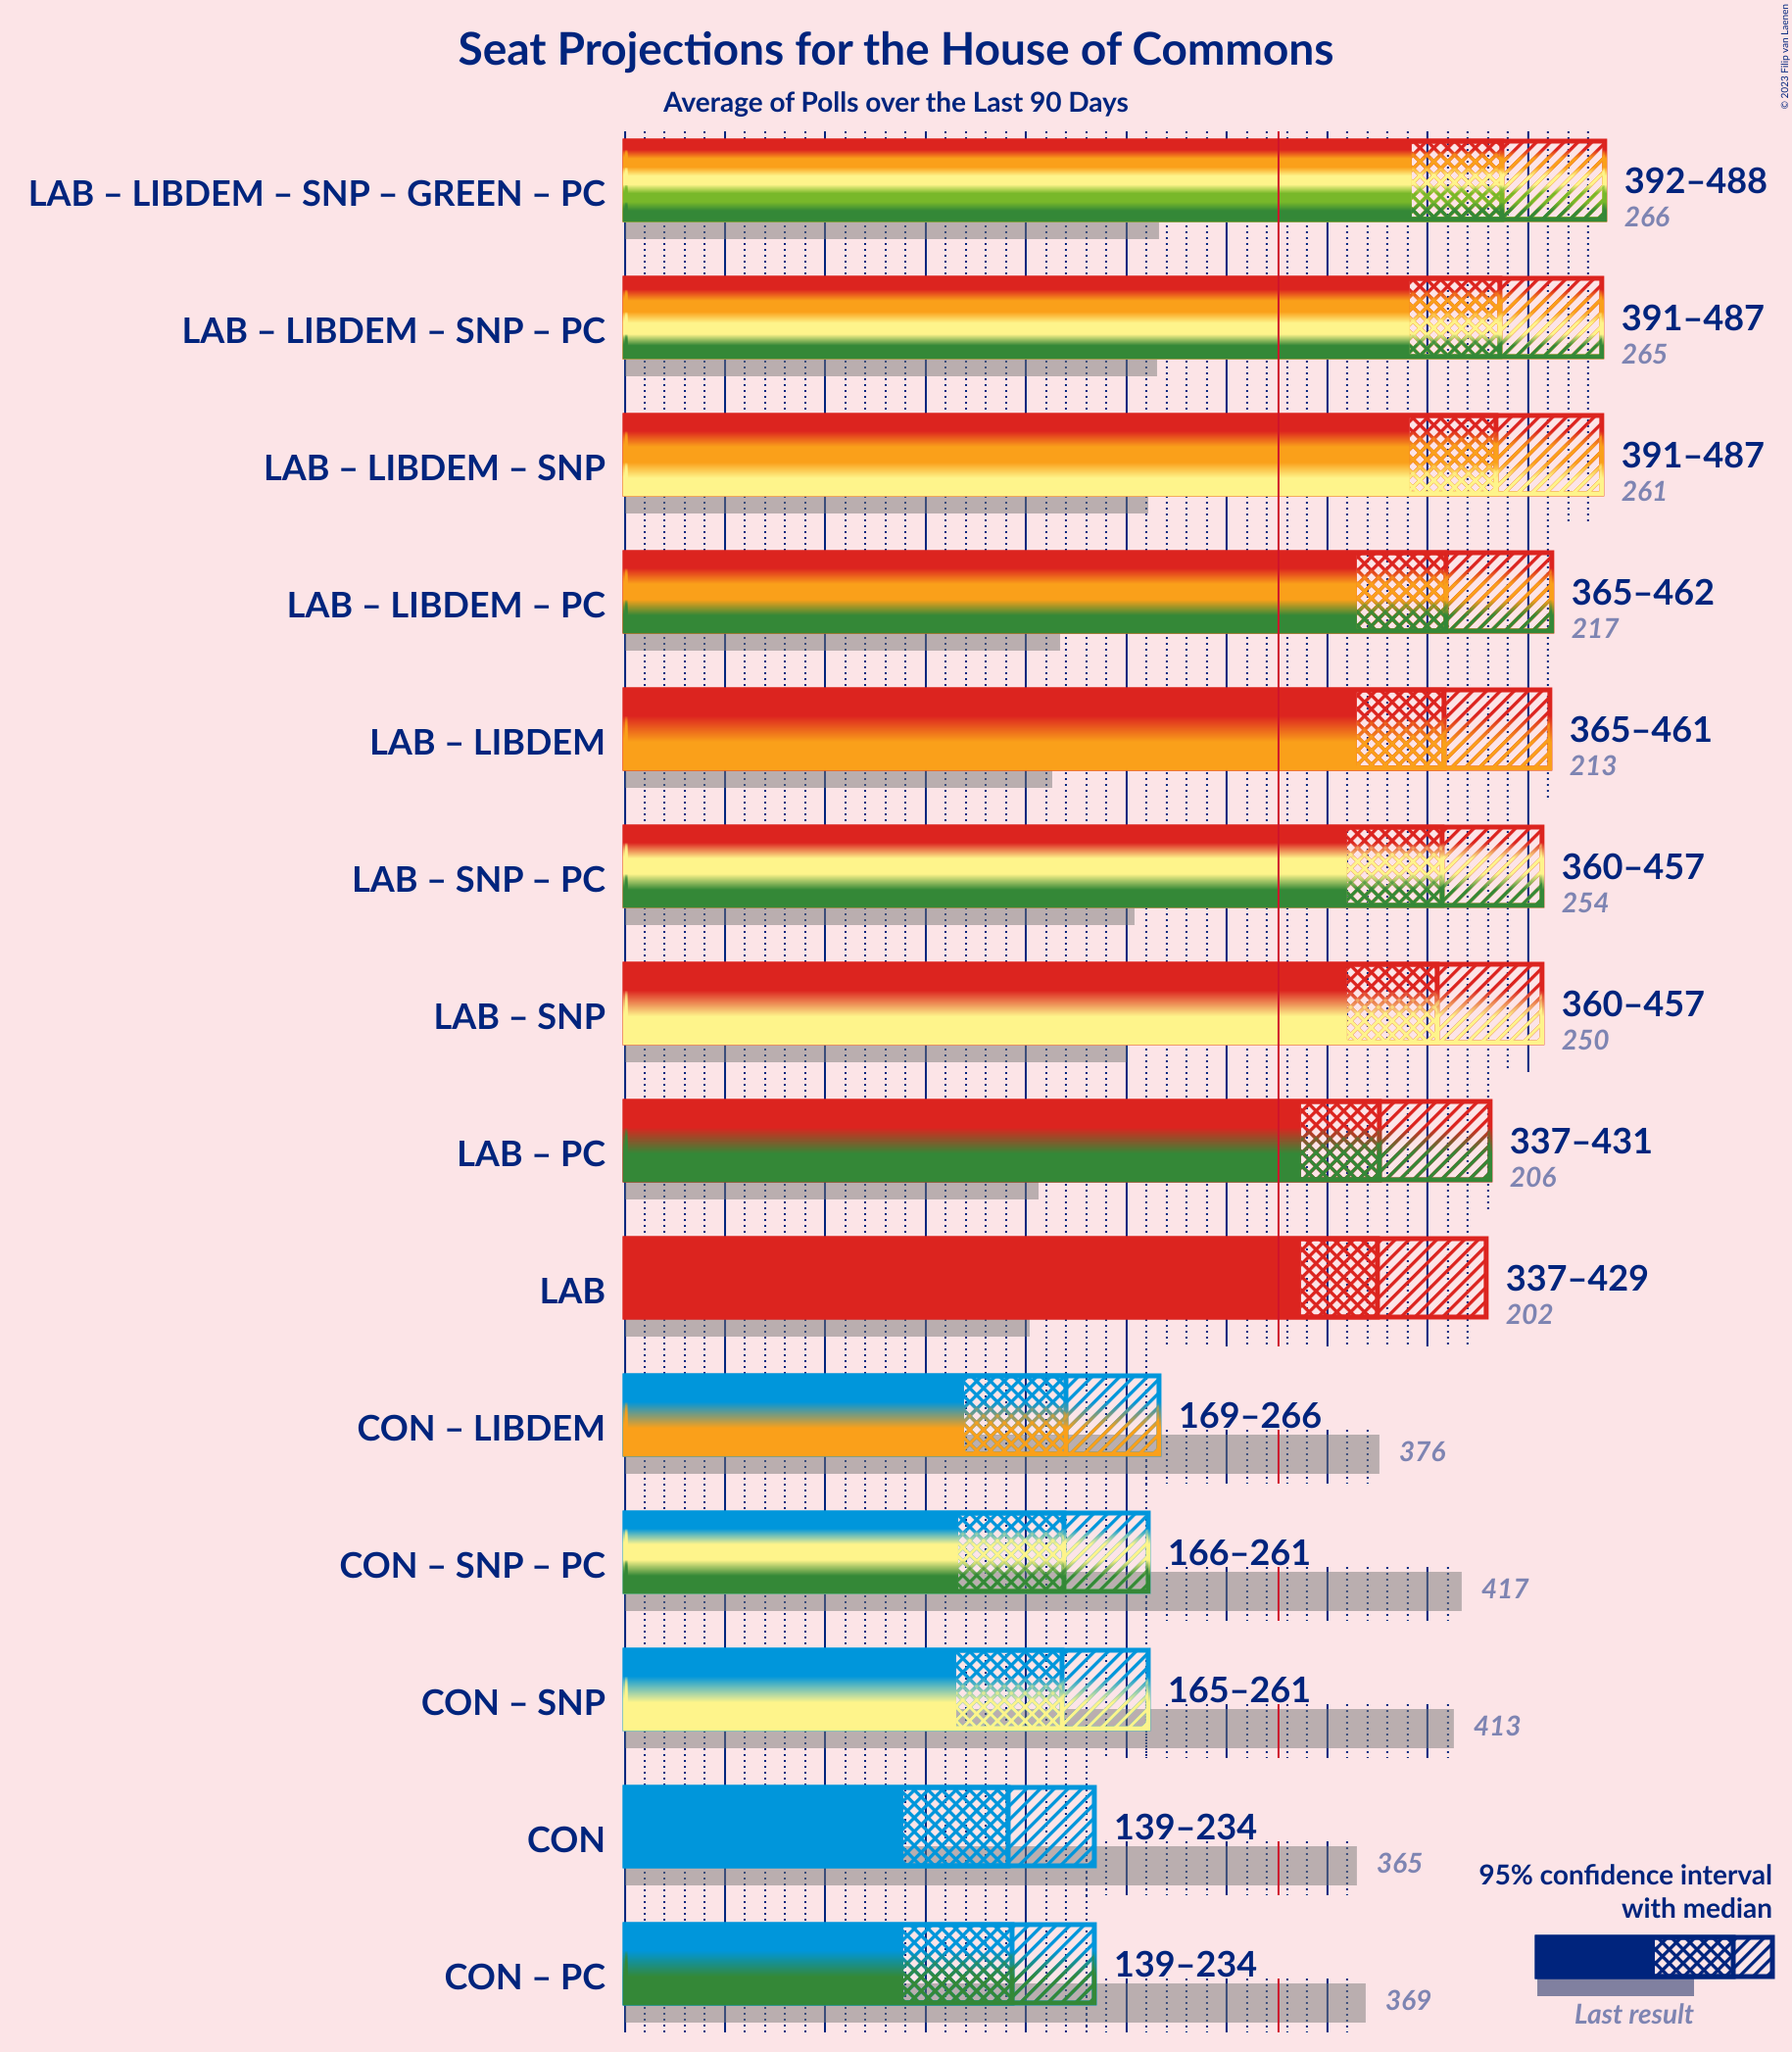 Seat Projections for the House of Commons
Average of Polls over the Last 90 Days
© 2023 Filip van Laenen
LAB – LIBDEM – SNP – GREEN – PC
392–488
266
LAB – LIBDEM – SNP – PC
391–487
265
LAB – LIBDEM – SNP
391–487
261
LAB – LIBDEM – PC
365–462
217
LAB – LIBDEM
365–461
213
LAB – SNP – PC
360–457
254
LAB – SNP
360–457
250
LAB – PC
337–431
206
LAB
337–429
202
CON – LIBDEM
169–266
376
CON – SNP – PC
166–261
417
CON – SNP
165–261
413
CON
139–234
365
CON – PC
139–234
369
95% confidence interval
with median
Last result